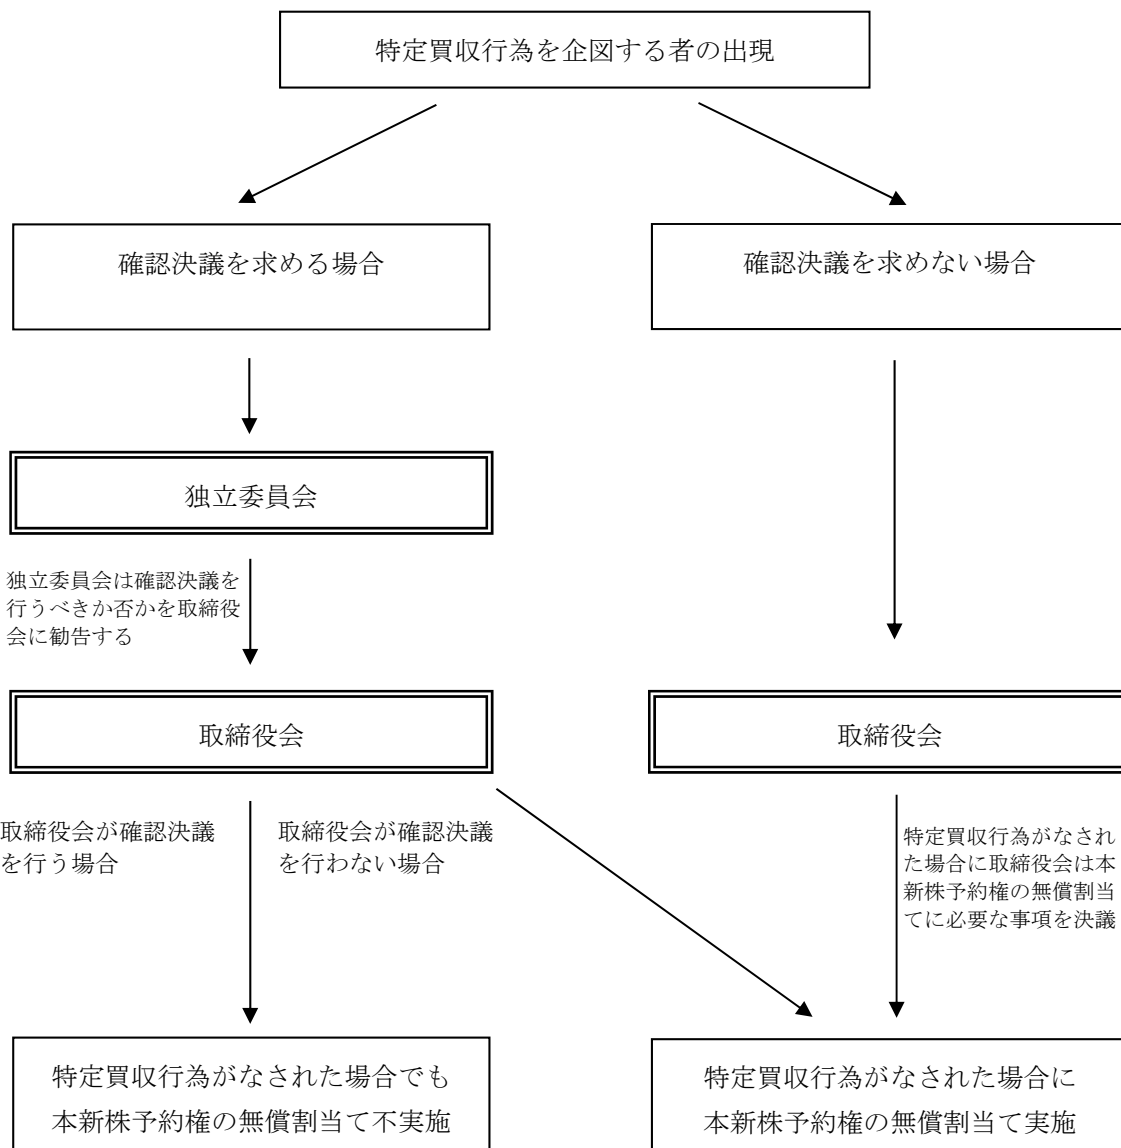 特定買収行為を企図する者の出現
確認決議を求める場合
確認決議を求めない場合
独立委員会
独立委員会は確認決議を
行うべきか否かを取締役
会に勧告する
取締役会
取締役会
取締役会が確認決議
を行う場合
取締役会が確認決議
を行わない場合
特定買収行為がなされ
た場合に取締役会は本
新株予約権の無償割当
てに必要な事項を決議
特定買収行為がなされた場合でも
本新株予約権の無償割当て不実施
特定買収行為がなされた場合に
本新株予約権の無償割当て実施